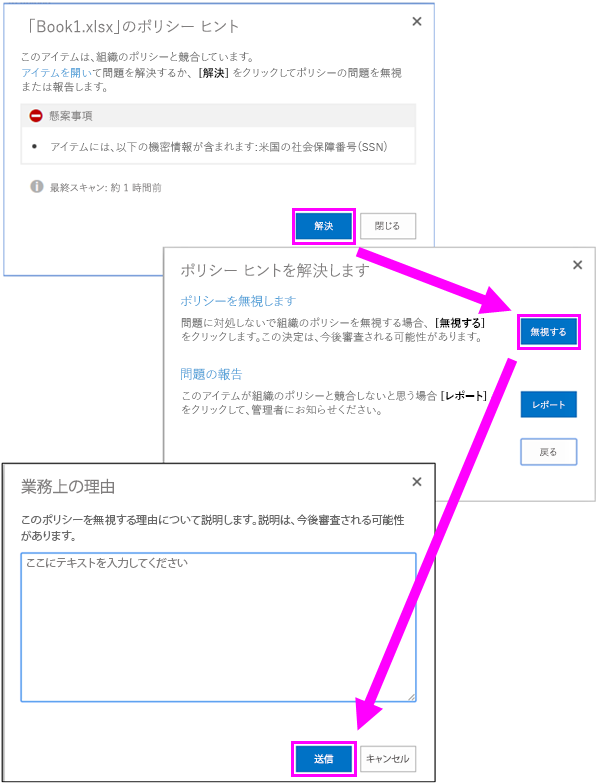 「Book1.xlsx」のポリシー ヒント
このアイテムは、組織のポリシーと競合しています。
アイテムを開いて問題を解決するか、[解決] をクリックしてポリシーの問題を無視
または報告します。
懸案事項
• アイテムには、以下の機密情報が含まれます:米国の社会保障番号(SSN)
最終スキャン: 約 1 時間前
解決 閉じる
ポリシー ヒントを解決します
ポリシーを無視します
問題に対処しないで組織のポリシーを無視する場合、[無視する]
をクリックします。この決定は、今後審査される可能性があります。
無視する
問題の報告
このアイテムが組織のポリシーと競合しないと思う場合 [レポート]
をクリックして、管理者にお知らせください。
レポート
戻る
業務上の理由
このポリシーを無視する理由について説明します。説明は、今後審査される可能性
があります。
ここにテキストを入力してください
送信 キャンセル